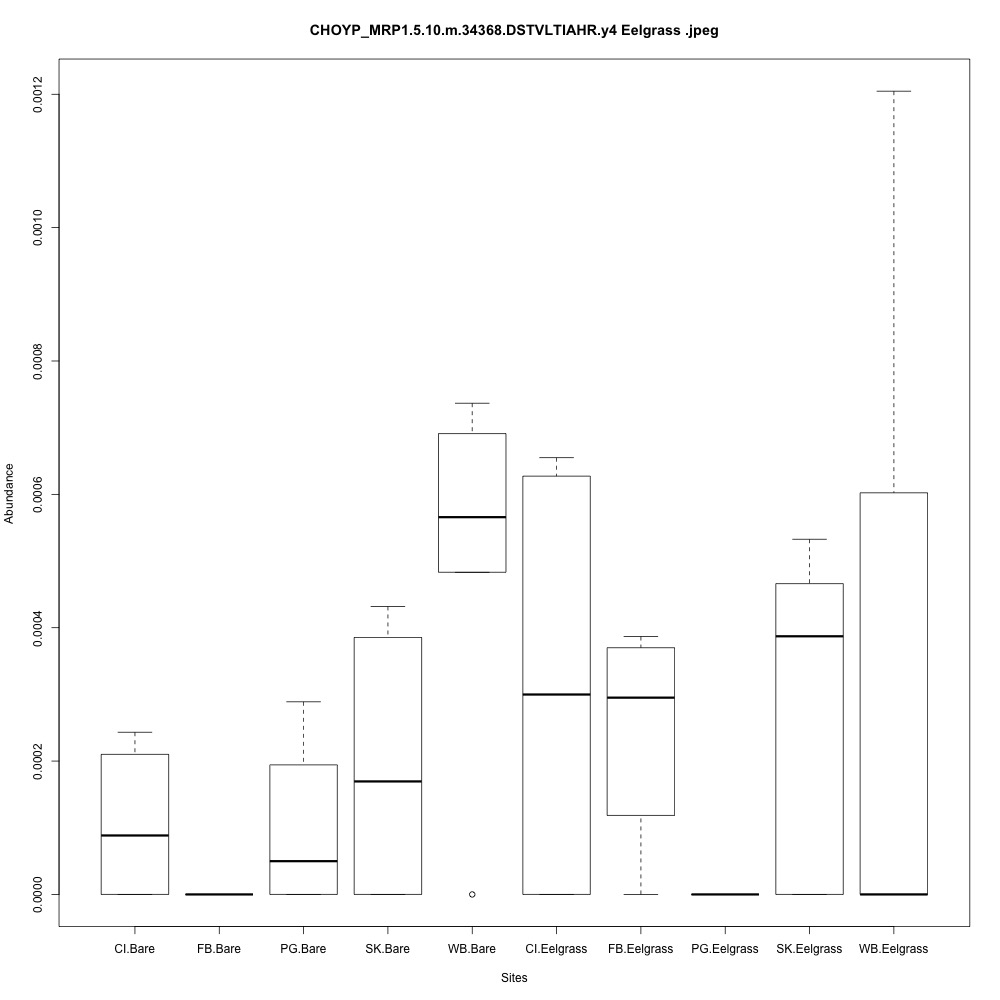 CHOYP_MRP1.5.10.m.34368.DSTVLTIAHR.y4 Eelgrass .jpeg
0.0012
0.0010
0.0008
0.0006
0.0004
0.0002
0.0000
Abundance
CI.Bare FB.Bare PG.Bare SK.Bare WB.Bare CI.Eelgrass FB.Eelgrass PG.Eelgrass SK.Eelgrass WB.Eelgrass
Sites